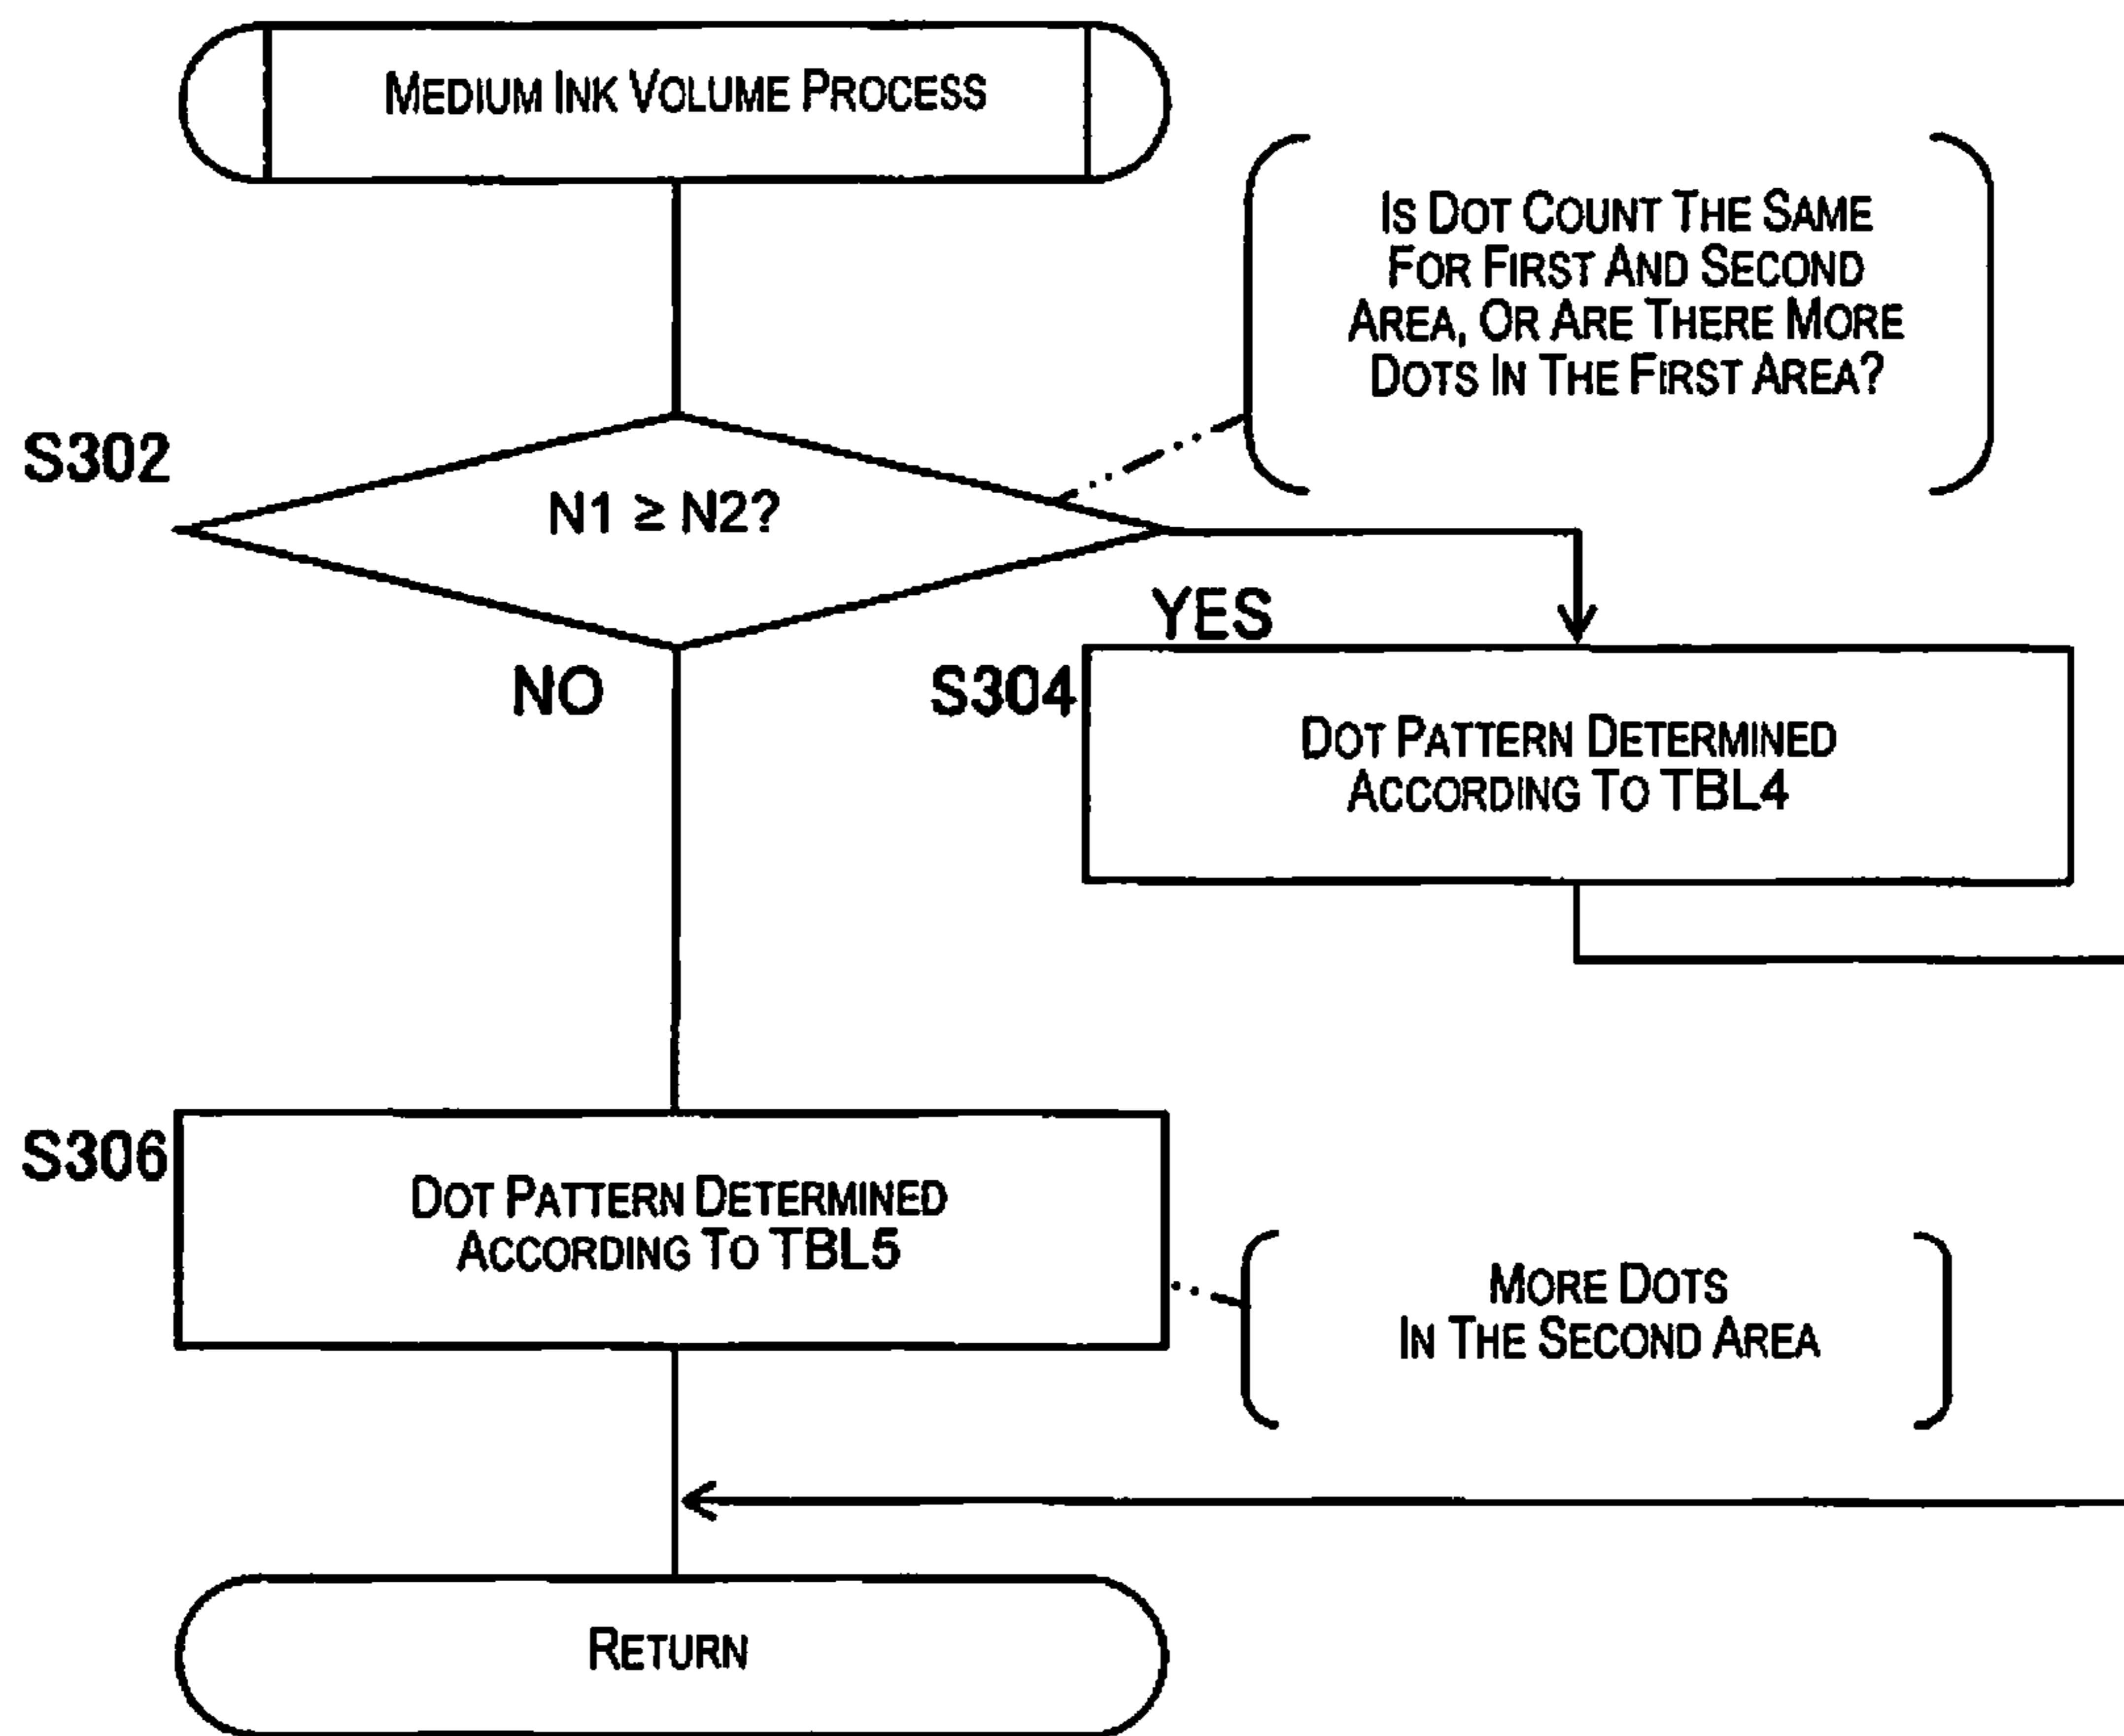 MEDIUM INK VOLUME PROCESS
IS DOT COUNT THE SAME
FOR FIRST AND SECOND
AREA, OR ARE THERE MORE
DOTS IN THE FIRST AREA?
S302
N1 ≥ N2?
YES
NO
S304
DOT PATTERN DETERMINED
ACCORDING TO TBL4
S306
DOT PATTERN DETERMINED
ACCORDING TO TBL5
MORE DOTS
IN THE SECOND AREA
RETURN